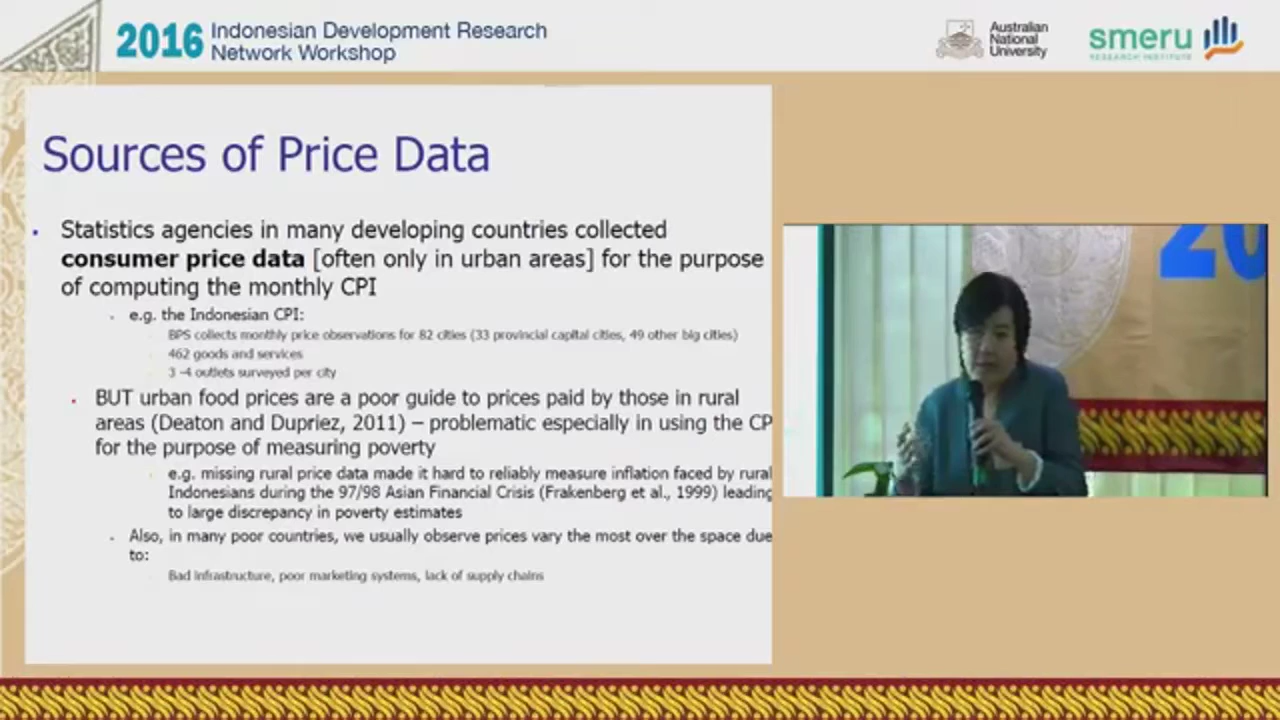 2016 Indonesian Development Research
Network Workshop
Australian
National
University
smeru
RESEARCH INSTITUTE
Sources of Price Data
Statistics agencies in many developing countries collected
consumer price data [often only in urban areas] for the purpose
of computing the monthly CPI
e.g. the Indonesian CPI:
BPS collects monthly price observations for 82 cities (33 provincial capital cities, 49 other big cities)
462 goods and services
3 -4 outlets surveyed per city
BUT urban food prices are a poor guide to prices paid by those in rural
areas (Deaton and Dupriez, 2011) – problematic especially in using the CP
for the purpose of measuring poverty
e.g. missing rural price data made it hard to reliably measure inflation faced by rural
Indonesians during the 97/98 Asian Financial Crisis (Frakenberg et al., 1999) leading
to large discrepancy in poverty estimates
Also, in many poor countries, we usually observe prices vary the most over the space due
to:
Bad infrastructure, poor marketing systems, lack of supply chains
20